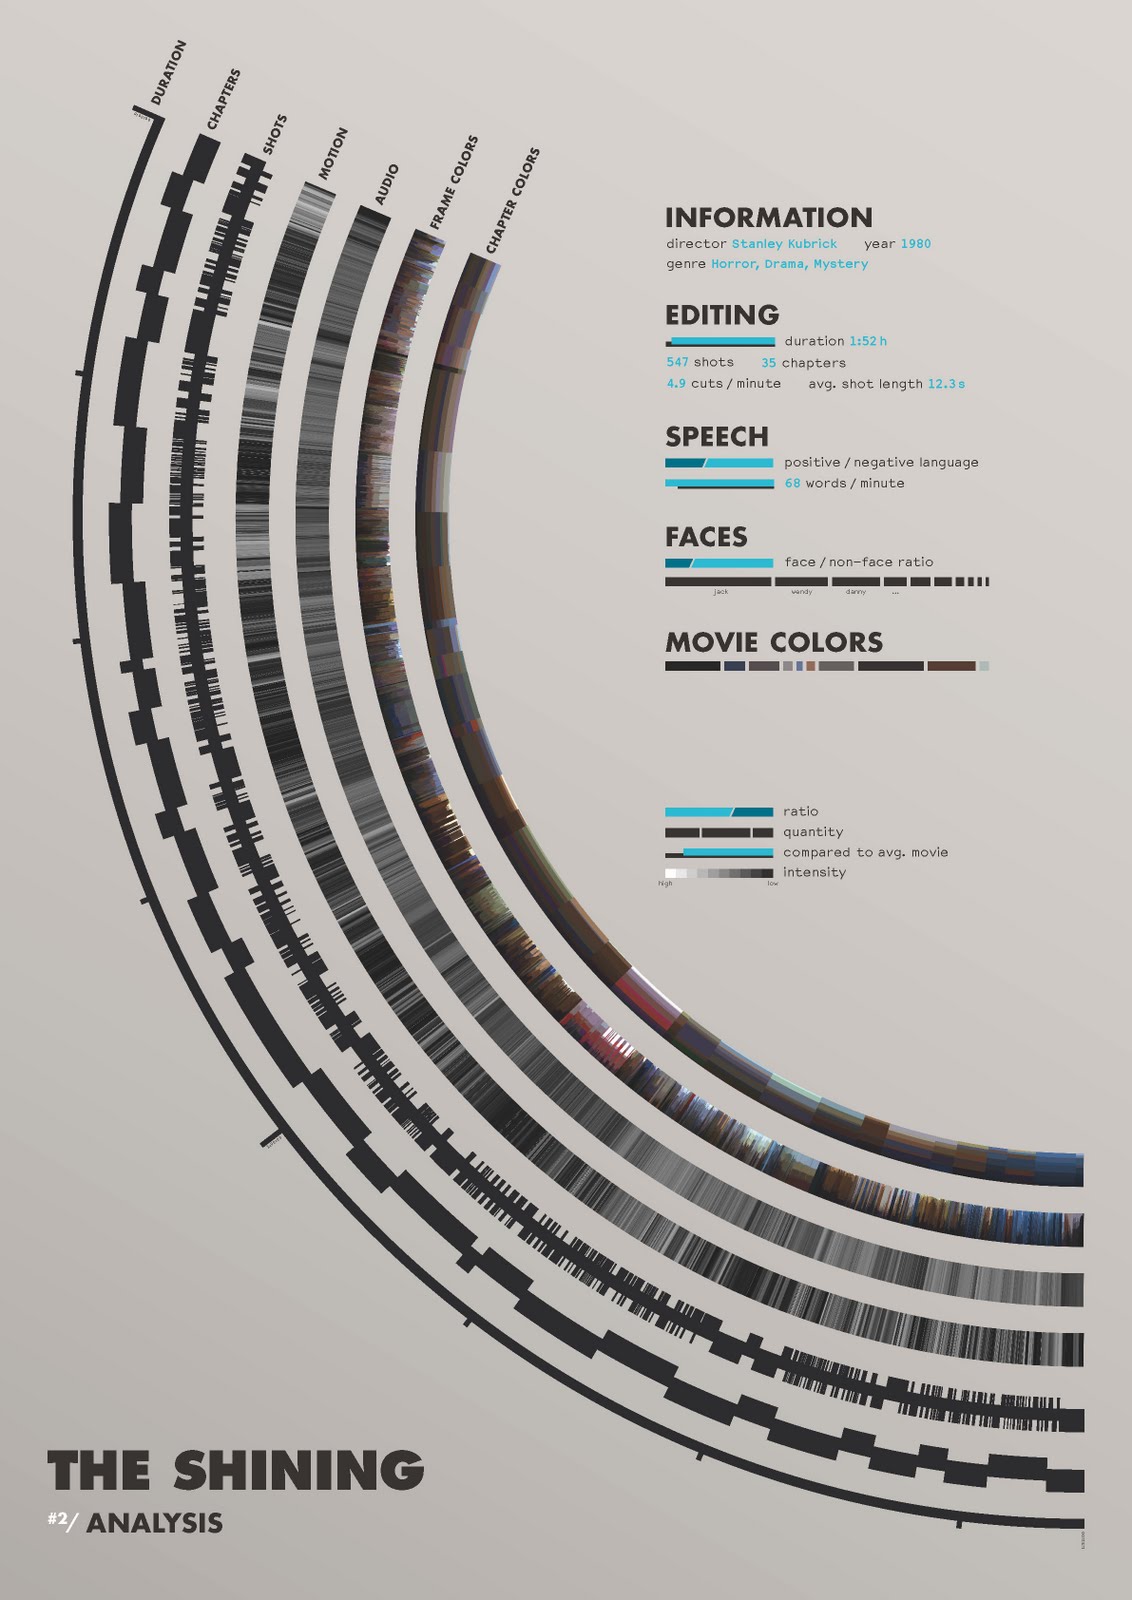 DURATION
CHAPTERS
SHOTS
MOTION
AUDIO
FRAME COLORS
CHAPTER COLORS
INFORMATION
director Stanley Kubrick year 1980
genre Horror, Drama, Mystery
EDITING
duration 1:52 h
547 shots 35 chapters
4.9 cuts / minute avg. shot length 12.3 s
SPEECH
positive / negative language
68 words / minute
FACES
face / non-face ratio
jack wendy danny ...
MOVIE COLORS
ratio
quantity
compared to avg. movie
intensity
high low
THE SHINING
#2/ ANALYSIS